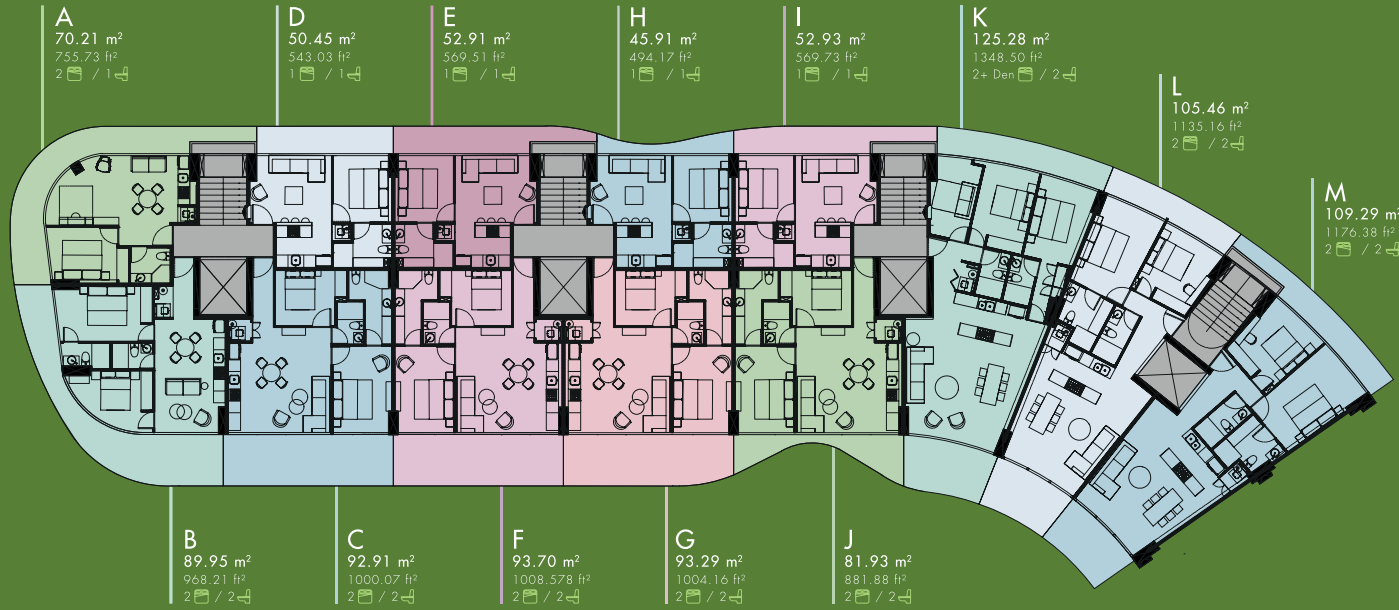 A
70.21 m²
755.73 ft²
2 / 1
D
50.45 m²
543.03 ft²
1 / 1
E
52.91 m²
569.51 ft²
1 / 1
H
45.91 m²
494.17 ft²
1 / 1
I
52.93 m²
569.73 ft²
1 / 1
K
125.28 m²
1348.50 ft²
2+ Den / 2
L
105.46 m²
1135.16 ft²
2 / 2
M
109.29 m²
1176.38 ft²
2 / 2
B
89.95 m²
968.21 ft²
2 / 2
C
92.91 m²
1000.07 ft²
2 / 2
F
93.70 m²
1008.578 ft²
2 / 2
G
93.29 m²
1004.16 ft²
2 / 2
J
81.93 m²
881.88 ft²
2 / 2